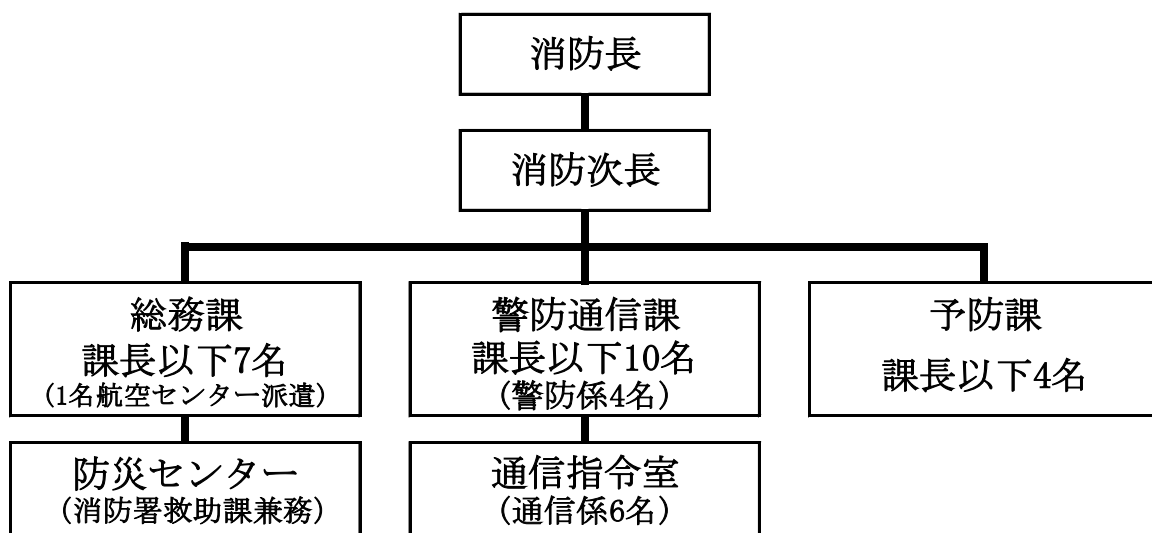 消防長
消防次長
総務課
課長以下7名
(1名航空センター派遣)
警防通信課
課長以下10名
(警防係4名)
予防課
課長以下4名
防災センター
(消防署救助課兼務)
通信指令室
(通信係6名)